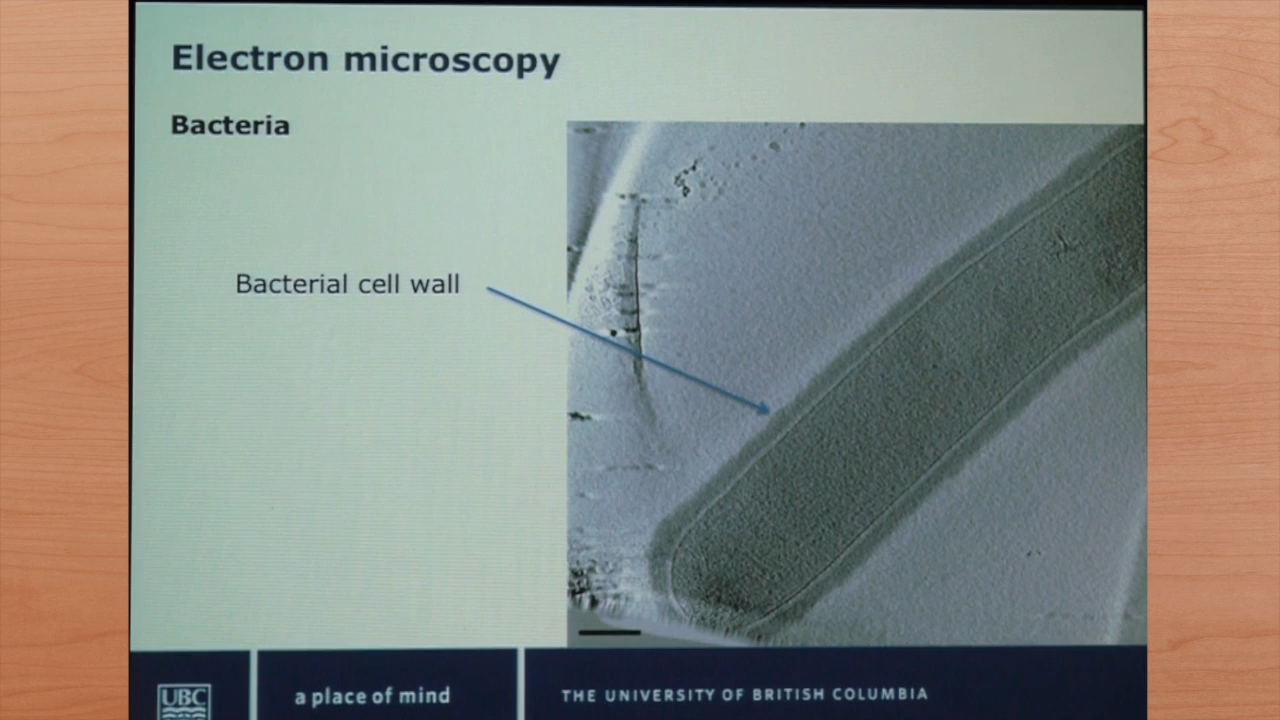 Electron microscopy
Bacteria
Bacterial cell wall
UBC
a place of mind
THE UNIVERSITY OF BRITISH COLUMBIA